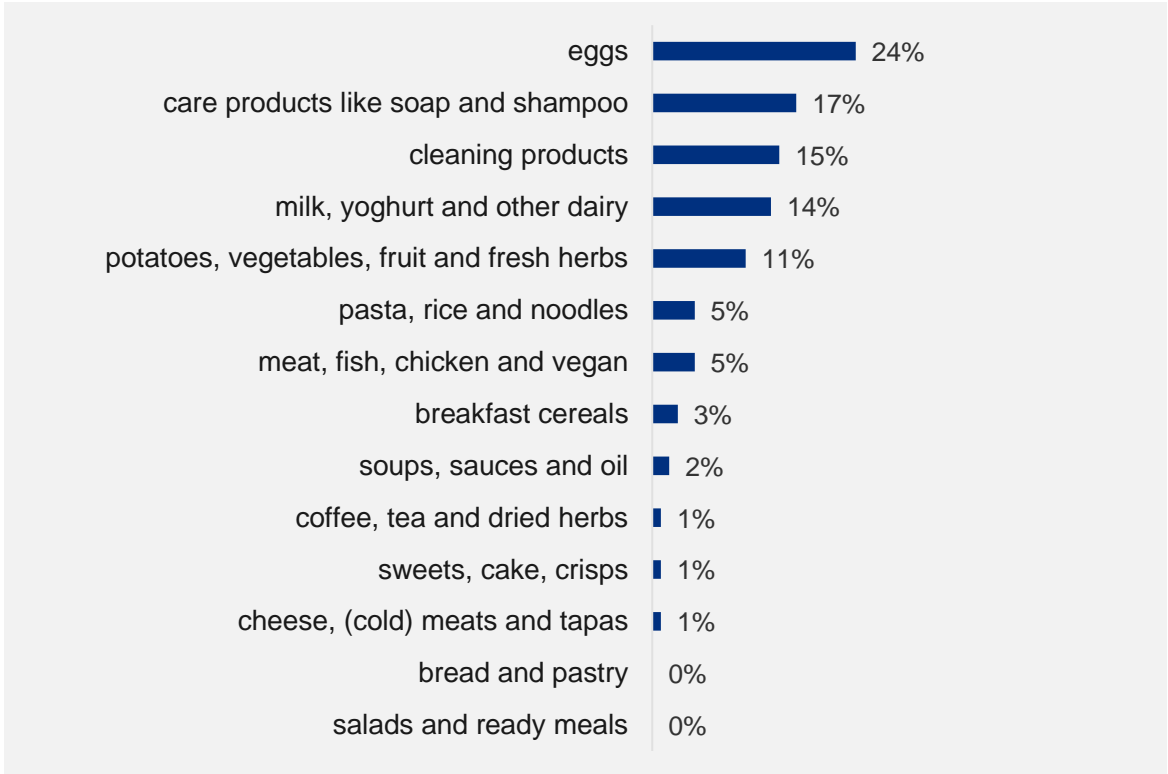 eggs 24%
care products like soap and shampoo 17%
cleaning products 15%
milk, yoghurt and other dairy 14%
potatoes, vegetables, fruit and fresh herbs 11%
pasta, rice and noodles 5%
meat, fish, chicken and vegan 5%
breakfast cereals 3%
soups, sauces and oil 2%
coffee, tea and dried herbs 1%
sweets, cake, crisps 1%
cheese, (cold) meats and tapas 1%
bread and pastry 0%
salads and ready meals 0%